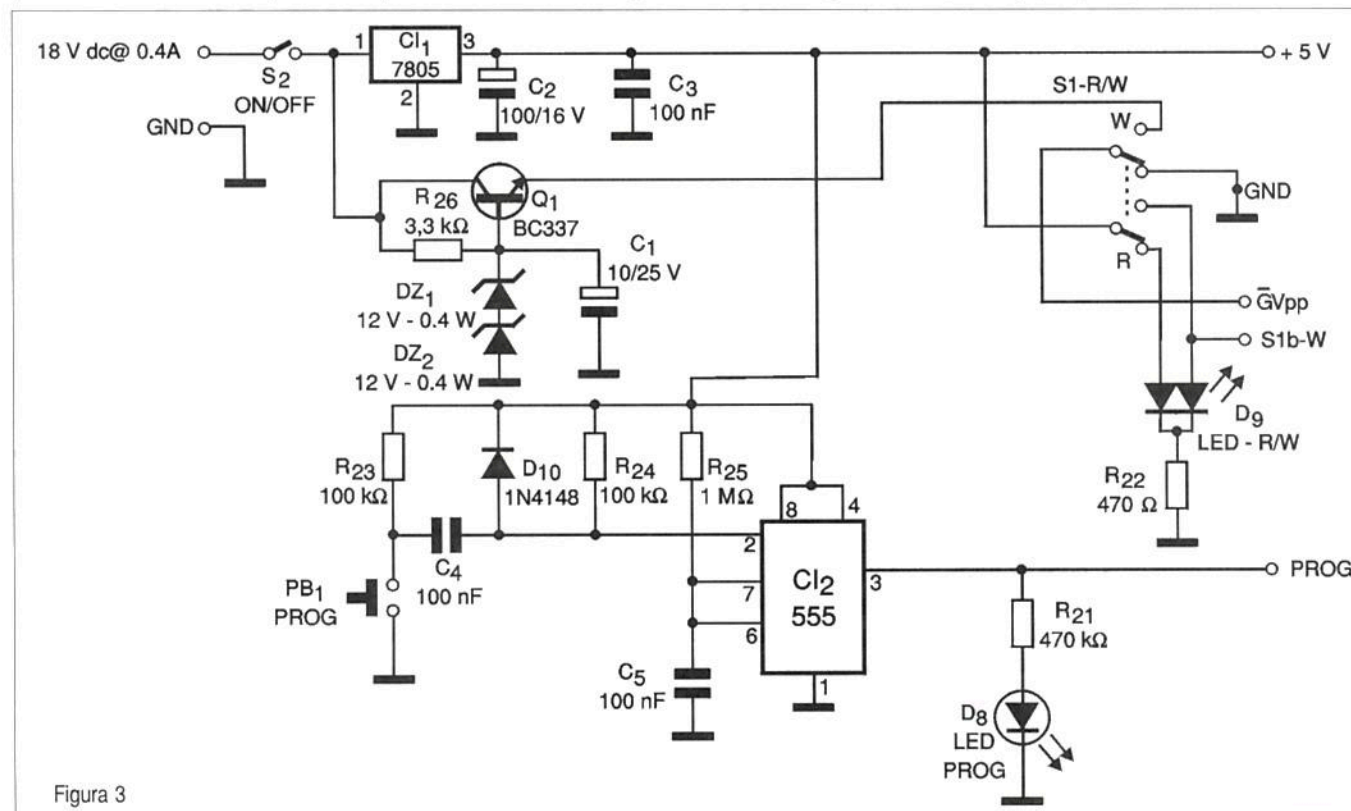 18 V dc@ 0.4A
S2
ON/OFF
GND
1
CI1
7805
3
2
C2
100/16 V
C3
100 nF
+ 5 V
S1-R/W
W
GND
R
R26
3,3 kΩ
Q1
BC337
C1
10/25 V
DZ1
12 V - 0.4 W
DZ2
12 V - 0.4 W
G̅Vpp
S1b-W
D9
LED - R/W
R22
470 Ω
R23
100 kΩ
D10
1N4148
R24
100 kΩ
R25
1 MΩ
C4
100 nF
PB1
PROG
8
4
2
7
6
CI2
555
3
1
C5
100 nF
PROG
R21
470 kΩ
D8
LED
PROG
Figura 3